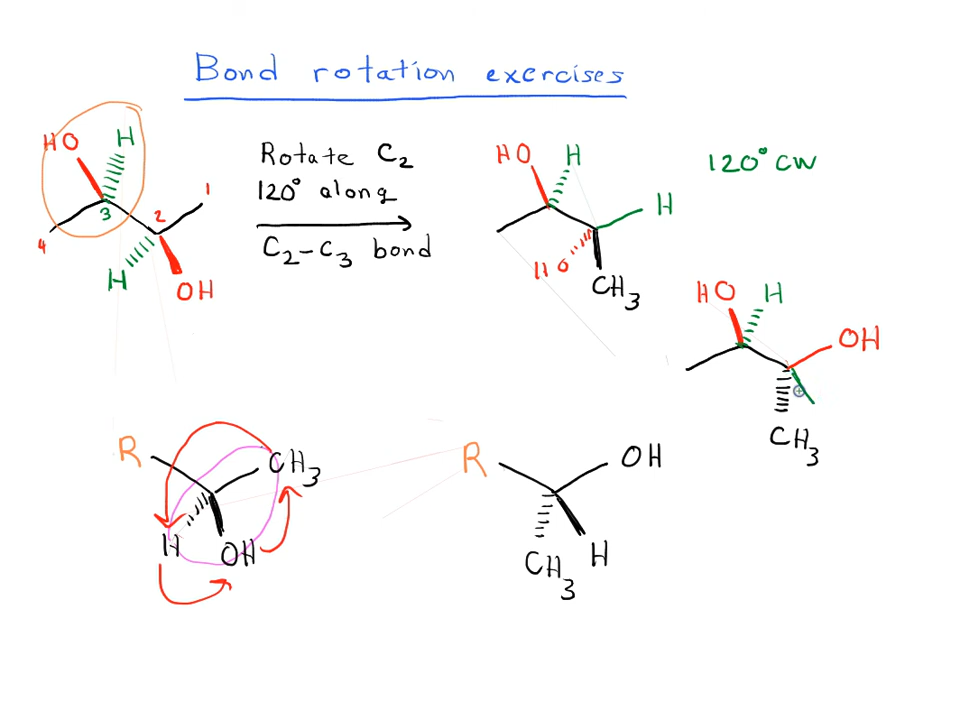 Bond rotation exercises
HO H
3 2 1
4
H OH
Rotate C2
120° along
C2-C3 bond
HO H
H
HO
CH3
120° CW
HO H
OH
CH3
R CH3
H OH
R OH
CH3 H